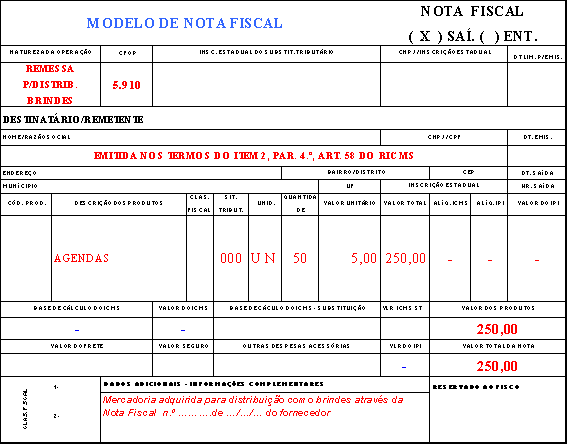 MODELO DE NOTA FISCAL
NOTA FISCAL
( X ) SAÍ. ( ) ENT.
NATUREZA DA OPERAÇÃO
CFOP
INSC. ESTADUAL DO SUBSTIT. TRIBUTÁRIO
CNPJ / INSCRIÇÃO ESTADUAL
DT LIM. P/ EMIS.
REMESSA
P/DISTRIB.
BRINDES
5.910
DESTINATÁRIO/REMETENTE
NOME/RAZÃO SOCIAL
CNPJ / CPF
DT. EMIS.
EMITIDA NOS TERMOS DO ITEM 2, PAR. 4.º, ART. 58 DO RICMS
ENDEREÇO
BAIRRO/DISTRITO
CEP
DT. SAÍDA
MUNICÍPIO
UF
INSCRIÇÃO ESTADUAL
HR. SAÍDA
CÓD. PROD.
DESCRIÇÃO DOS PRODUTOS
CLAS.
FISCAL
SIT.
TRIBUT.
UNID.
QUANTIDA
DE
VALOR UNITÁRIO
VALOR TOTAL
ALÍQ. ICMS
ALÍQ. IPI
VALOR DO IPI
AGENDAS
000
UN
50
5,00
250,00
-
-
-
BASE DE CÁLCULO DO ICMS
VALOR DO ICMS
BASE DE CÁLCULO DO ICMS - SUBSTITUIÇÃO
VLR ICMS ST
VALOR DOS PRODUTOS
-
-
250,00
VALOR DO FRETE
VALOR SEGURO
OUTRAS DESPESAS ACESSÓRIAS
VLR DO IPI
VALOR TOTAL DA NOTA
-
250,00
CLAS. FISCAL
1-
2-
DADOS ADICIONAIS - INFORMAÇÕES COMPLEMENTARES
Mercadoria adquirida para distribuição como brindes através da
Nota Fiscal n.º ..........de .../.../... do fornecedor
RESERVADO AO FISCO